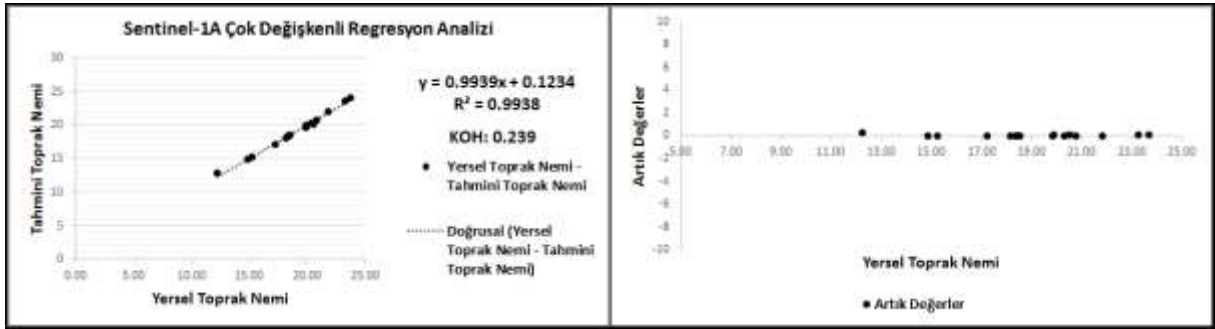 Sentinel-1A Çok Değişkenli Regresyon Analizi
30
25
20
15
10
5
0
0.00 5.00 10.00 15.00 20.00 25.00
Tahmini Toprak Nemi
Yersel Toprak Nemi
y = 0.9939x + 0.1234
R² = 0.9938
KOH: 0.239
Yersel Toprak Nemi -
Tahmini Toprak Nemi
Doğrusal (Yersel
Toprak Nemi - Tahmini
Toprak Nemi)
10
8
6
4
2
0
-2
-4
-6
-8
-10
5.00 7.00 9.00 11.00 13.00 15.00 17.00 19.00 21.00 23.00 25.00
Artık Değerler
Yersel Toprak Nemi
Artık Değerler